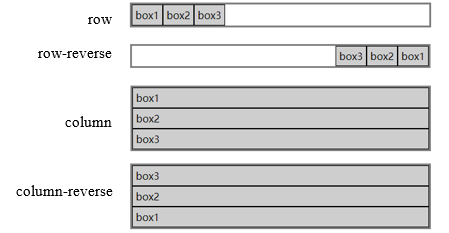 row box1 box2 box3
row-reverse box3 box2 box1
box1
column box2
box3
box3
column-reverse box2
box1